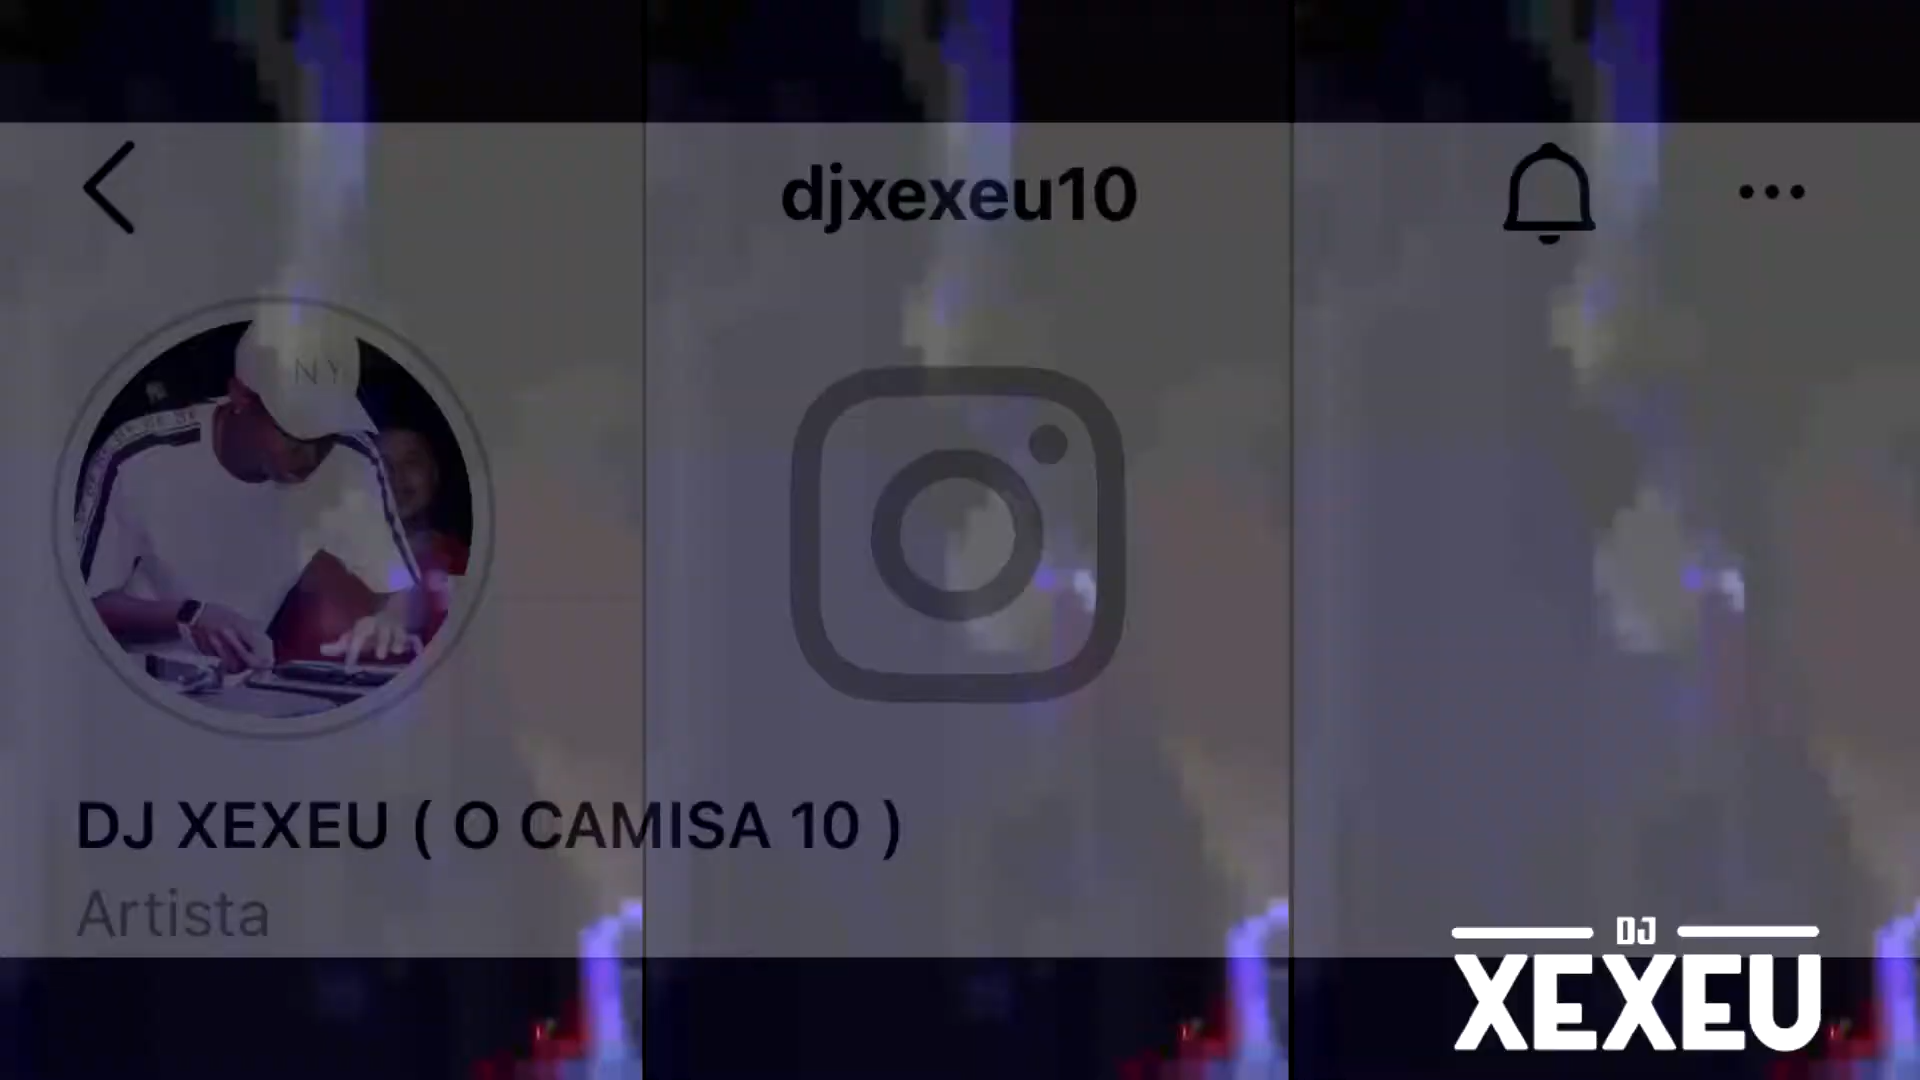 djxexeu10
NY
DJ XEXEU ( O CAMISA 10 )
Artista
DJ
XEXEU